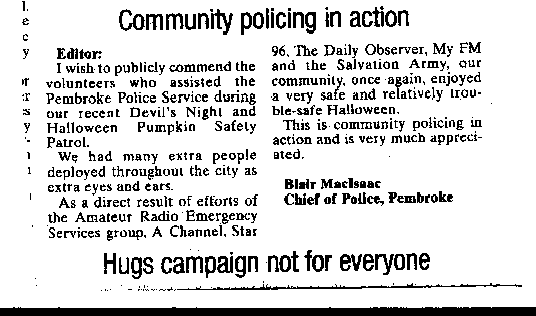 Community policing in action
Editor:
I wish to publicly commend the
volunteers who assisted the
Pembroke Police Service during
our recent Devil's Night and
Halloween Pumpkin Safety
Patrol.
We had many extra people
deployed throughout the city as
extra eyes and ears.
As a direct result of efforts of
the Amateur Radio Emergency
Services group, A Channel, Star
96, The Daily Observer, My FM
and the Salvation Army, our
community, once again, enjoyed
a very safe and relatively trou-
ble-safe Halloween.
This is community policing in
action and is very much appreci-
ated.
Blair MacIsaac
Chief of Police, Pembroke
Hugs campaign not for everyone